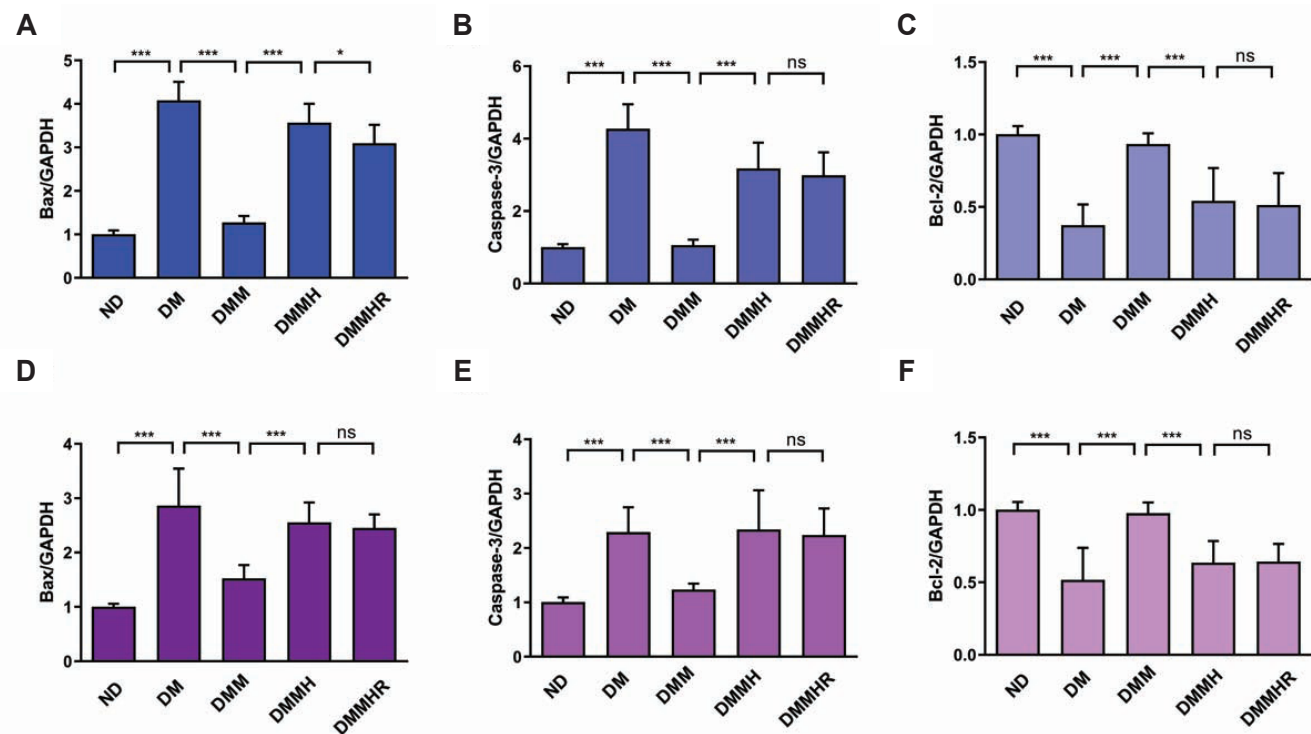 A
Bax/GAPDH
5
4
3
2
1
0
*** *** *** *
ND DM DMM DMMH DMMHR
B
Caspase-3/GAPDH
6
4
2
0
*** *** *** ns
ND DM DMM DMMH DMMHR
C
Bcl-2/GAPDH
1.5
1.0
0.5
0.0
*** *** *** ns
ND DM DMM DMMH DMMHR
D
Bax/GAPDH
4
3
2
1
0
*** *** *** ns
ND DM DMM DMMH DMMHR
E
Caspase-3/GAPDH
4
3
2
1
0
*** *** *** ns
ND DM DMM DMMH DMMHR
F
Bcl-2/GAPDH
1.5
1.0
0.5
0.0
*** *** *** ns
ND DM DMM DMMH DMMHR